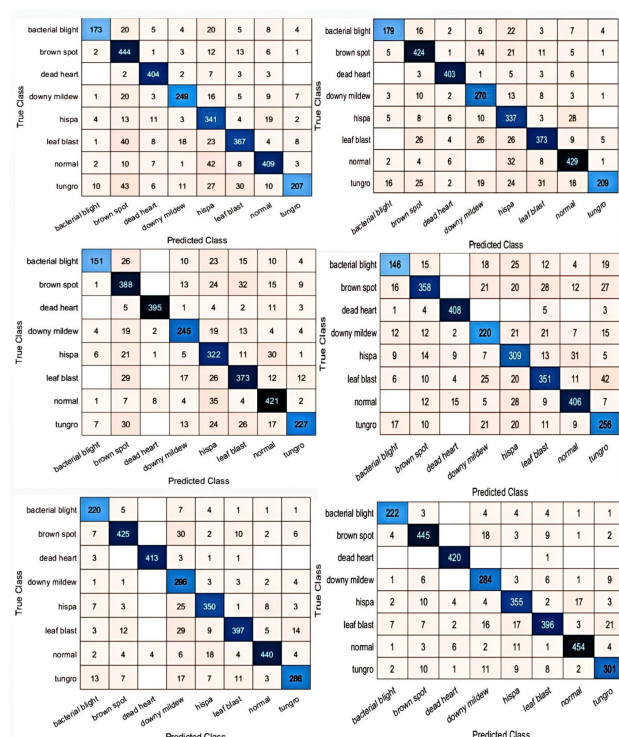 True Class
bacterial blight 173 20 5 4 20 5 8 4
brown spot 2 444 1 3 12 13 6 1
dead heart 2 404 2 7 3 3
downy mildew 1 20 3 249 16 5 9 7
hispa 4 13 11 3 341 4 19 2
leaf blast 1 40 8 18 23 367 4 8
normal 2 10 7 1 42 8 409 3
tungro 10 43 6 11 27 30 10 207
bacterial blight brown spot dead heart downy mildew hispa leaf blast normal tungro
Predicted Class
True Class
bacterial blight 179 16 2 6 22 3 7 4
brown spot 5 424 1 14 21 11 5 1
dead heart 3 403 1 5 3 6
downy mildew 3 10 2 270 13 8 3 1
hispa 5 8 6 10 337 3 28
leaf blast 26 4 26 26 373 9 5
normal 2 4 6 32 8 429 1
tungro 16 25 2 19 24 31 18 209
bacterial blight brown spot dead heart downy mildew hispa leaf blast normal tungro
Predicted Class
True Class
bacterial blight 151 26 10 23 15 10 4
brown spot 1 388 13 24 32 15 9
dead heart 5 395 1 4 2 11 3
downy mildew 4 19 2 245 19 13 4 4
hispa 6 21 1 5 322 11 30 1
leaf blast 29 17 26 373 12 12
normal 1 7 8 4 35 4 421 2
tungro 7 30 13 24 26 17 227
bacterial blight brown spot dead heart downy mildew hispa leaf blast normal tungro
Predicted Class
True Class
bacterial blight 146 15 18 25 12 4 19
brown spot 16 358 21 20 28 12 27
dead heart 1 4 408 5 3
downy mildew 12 12 2 220 21 21 7 15
hispa 9 14 9 7 309 13 31 5
leaf blast 6 10 4 25 20 351 11 42
normal 12 15 5 28 9 406 7
tungro 17 10 21 20 11 9 256
bacterial blight brown spot dead heart downy mildew hispa leaf blast normal tungro
Predicted Class
True Class
bacterial blight 220 5 7 4 1 1 1
brown spot 7 425 30 2 10 2 6
dead heart 3 413 3 1 1
downy mildew 1 1 296 3 3 2 4
hispa 7 3 25 350 1 8 3
leaf blast 3 12 29 9 397 5 14
normal 2 4 4 6 18 4 440 4
tungro 13 7 17 7 11 3 286
bacterial blight brown spot dead heart downy mildew hispa leaf blast normal tungro
Predicted Class
True Class
bacterial blight 222 3 4 4 4 1 1
brown spot 4 445 18 3 9 1 2
dead heart 420 1
downy mildew 1 6 284 3 6 1 9
hispa 2 10 4 4 355 2 17 3
leaf blast 7 7 2 16 17 396 3 21
normal 1 3 6 2 11 1 454 4
tungro 2 10 1 11 9 8 2 301
bacterial blight brown spot dead heart downy mildew hispa leaf blast normal tungro
Predicted Class